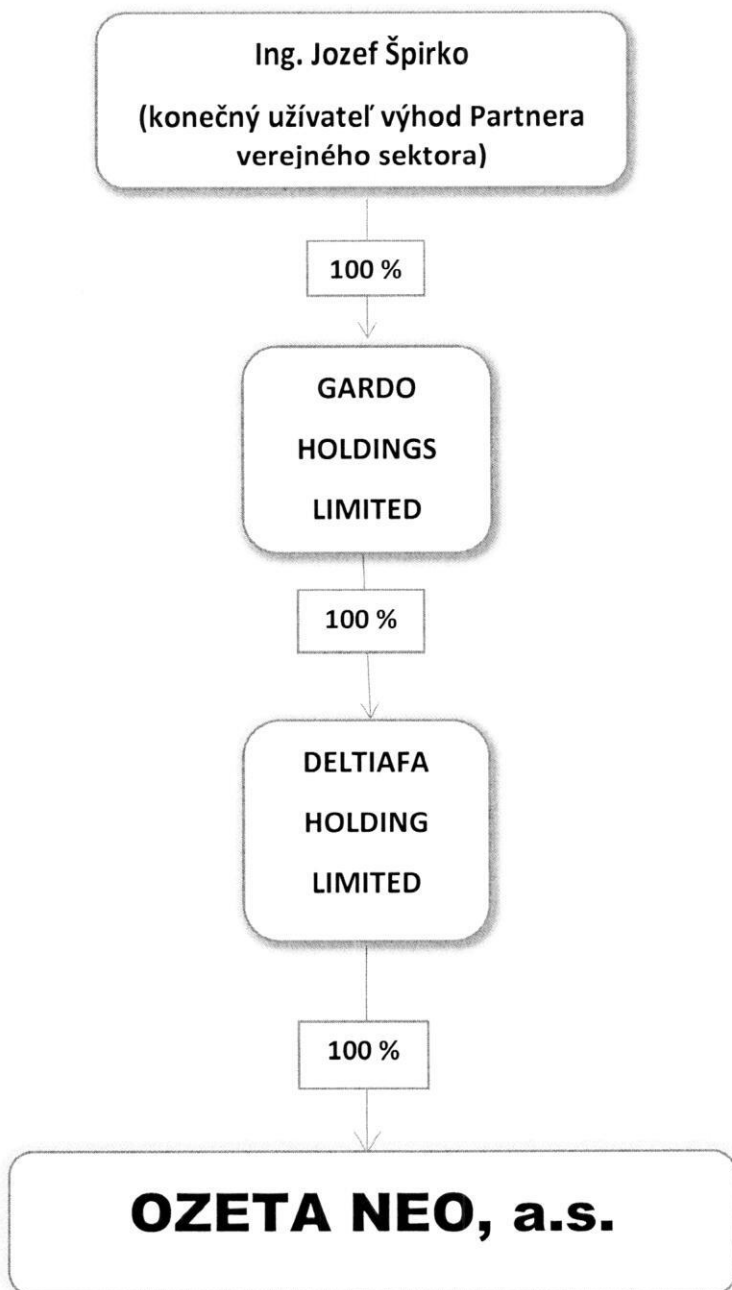 Ing. Jozef Špirko
(konečný užívateľ výhod Partnera
verejného sektora)
100 %
GARDO
HOLDINGS
LIMITED
100 %
DELTIAFA
HOLDING
LIMITED
100 %
OZETA NEO, a.s.